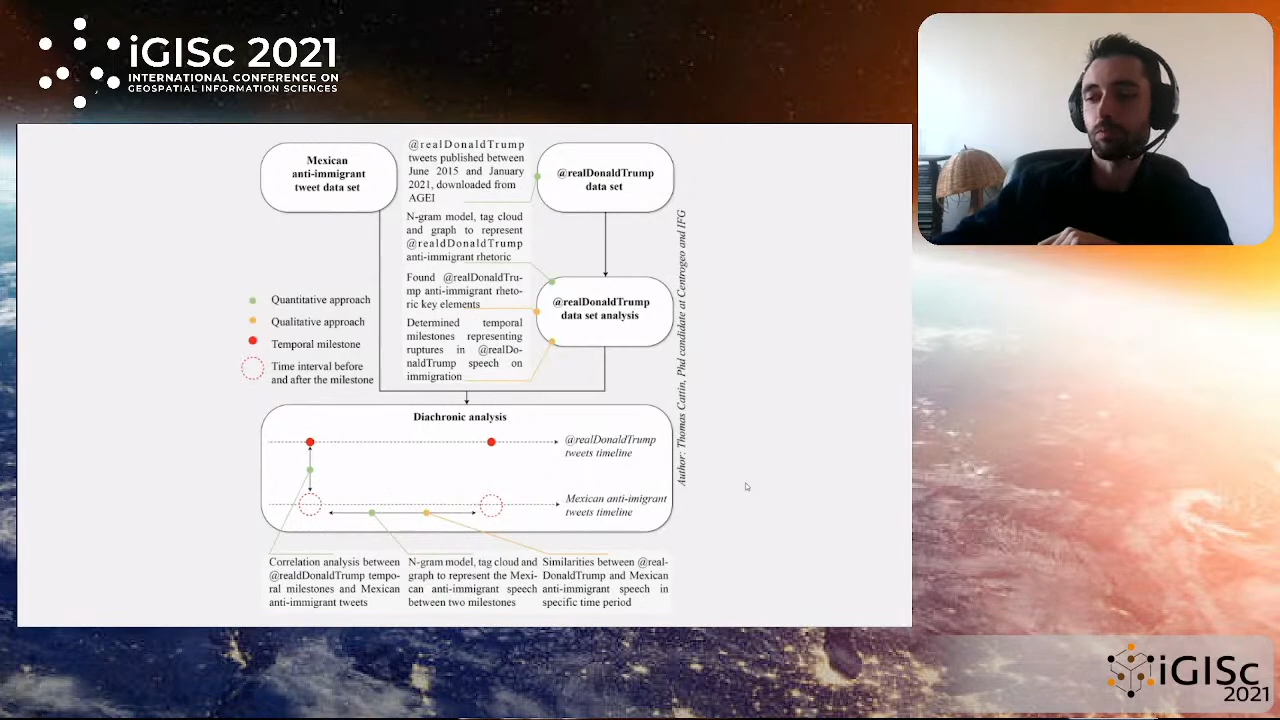 iGISc 2021
INTERNATIONAL CONFERENCE ON
GEOSPATIAL INFORMATION SCIENCES
Mexican
anti-immigrant
tweet data set
@realDonaldTrump
tweets published between
June 2015 and January
2021, downloaded from
AGEI
@realDonaldTrump
data set
N-gram model, tag cloud
and graph to represent
@realdDonaldTrump
anti-immigrant rhetoric
Found @realDonaldTru-
mp anti-immigrant rheto-
ric key elements
@realDonaldTrump
data set analysis
Determined temporal
milestones representing
ruptures in @realDo-
naldTrump speech on
immigration
Quantitative approach
Qualitative approach
Temporal milestone
Time interval before
and after the milestone
Author: Thomas Cattin, Phd candidate at Centrogeo and IFG
Diachronic analysis
@realDonaldTrump
tweets timeline
Mexican anti-imigrant
tweets timeline
Correlation analysis between
@realdDonaldTrump tempo-
ral milestones and Mexican
anti-immigrant tweets
N-gram model, tag cloud and
graph to represent the Mexi-
can anti-immigrant speech
between two milestones
Similarities between @real-
DonaldTrump and Mexican
anti-immigrant speech in
specific time period
iGISc
2021